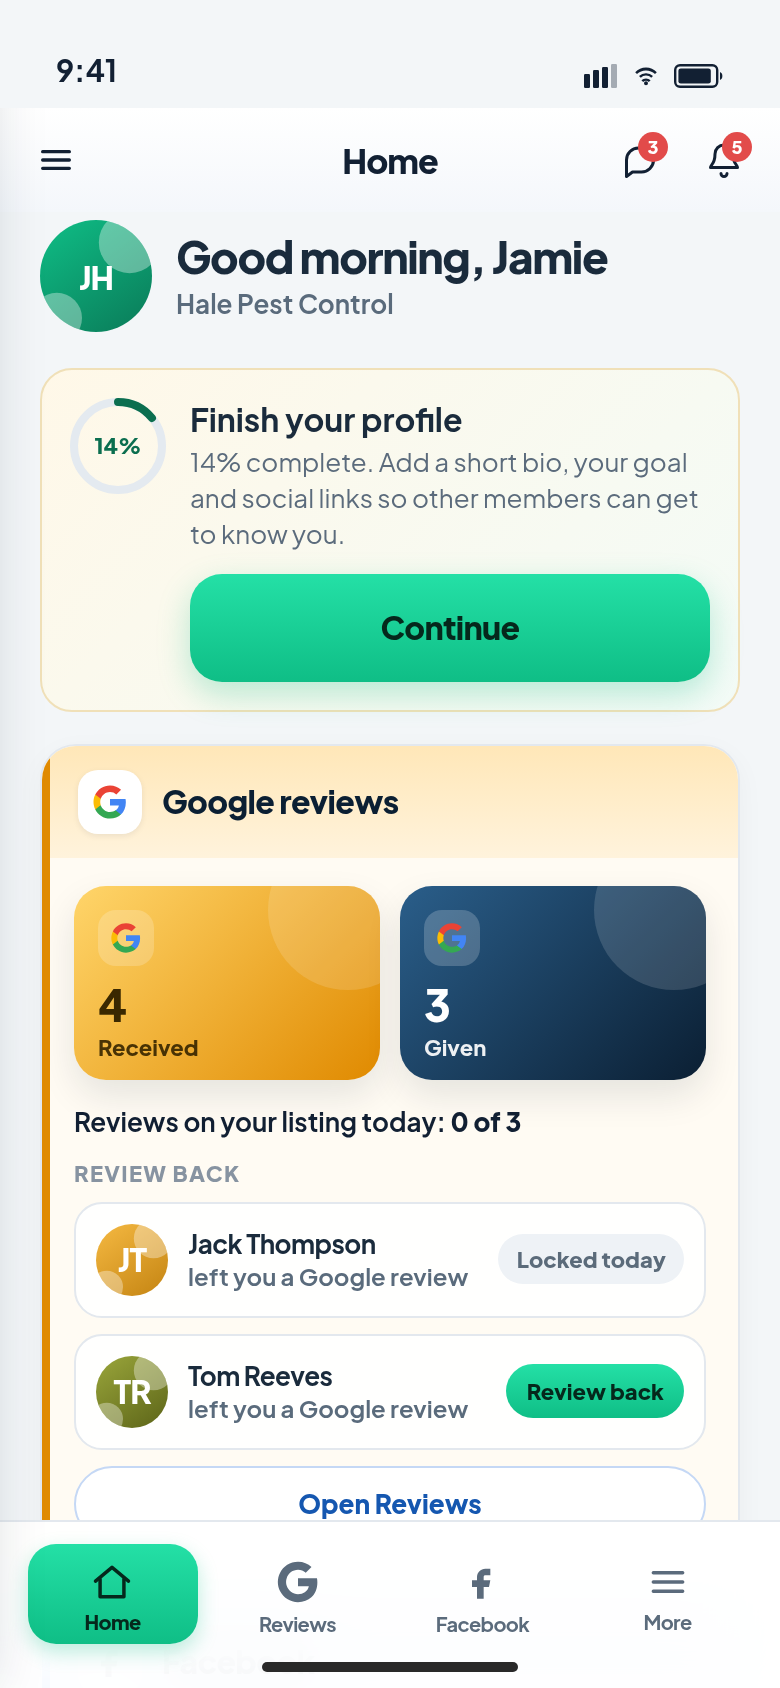 9:41
Home
3
5
JH
Good morning, Jamie
Hale Pest Control
14%
Finish your profile
14% complete. Add a short bio, your goal
and social links so other members can get
to know you.
Continue
Google reviews
4
Received
3
Given
Reviews on your listing today: 0 of 3
REVIEW BACK
JT
Jack Thompson
left you a Google review
Locked today
TR
Tom Reeves
left you a Google review
Review back
Open Reviews
Home
Reviews
Facebook
More